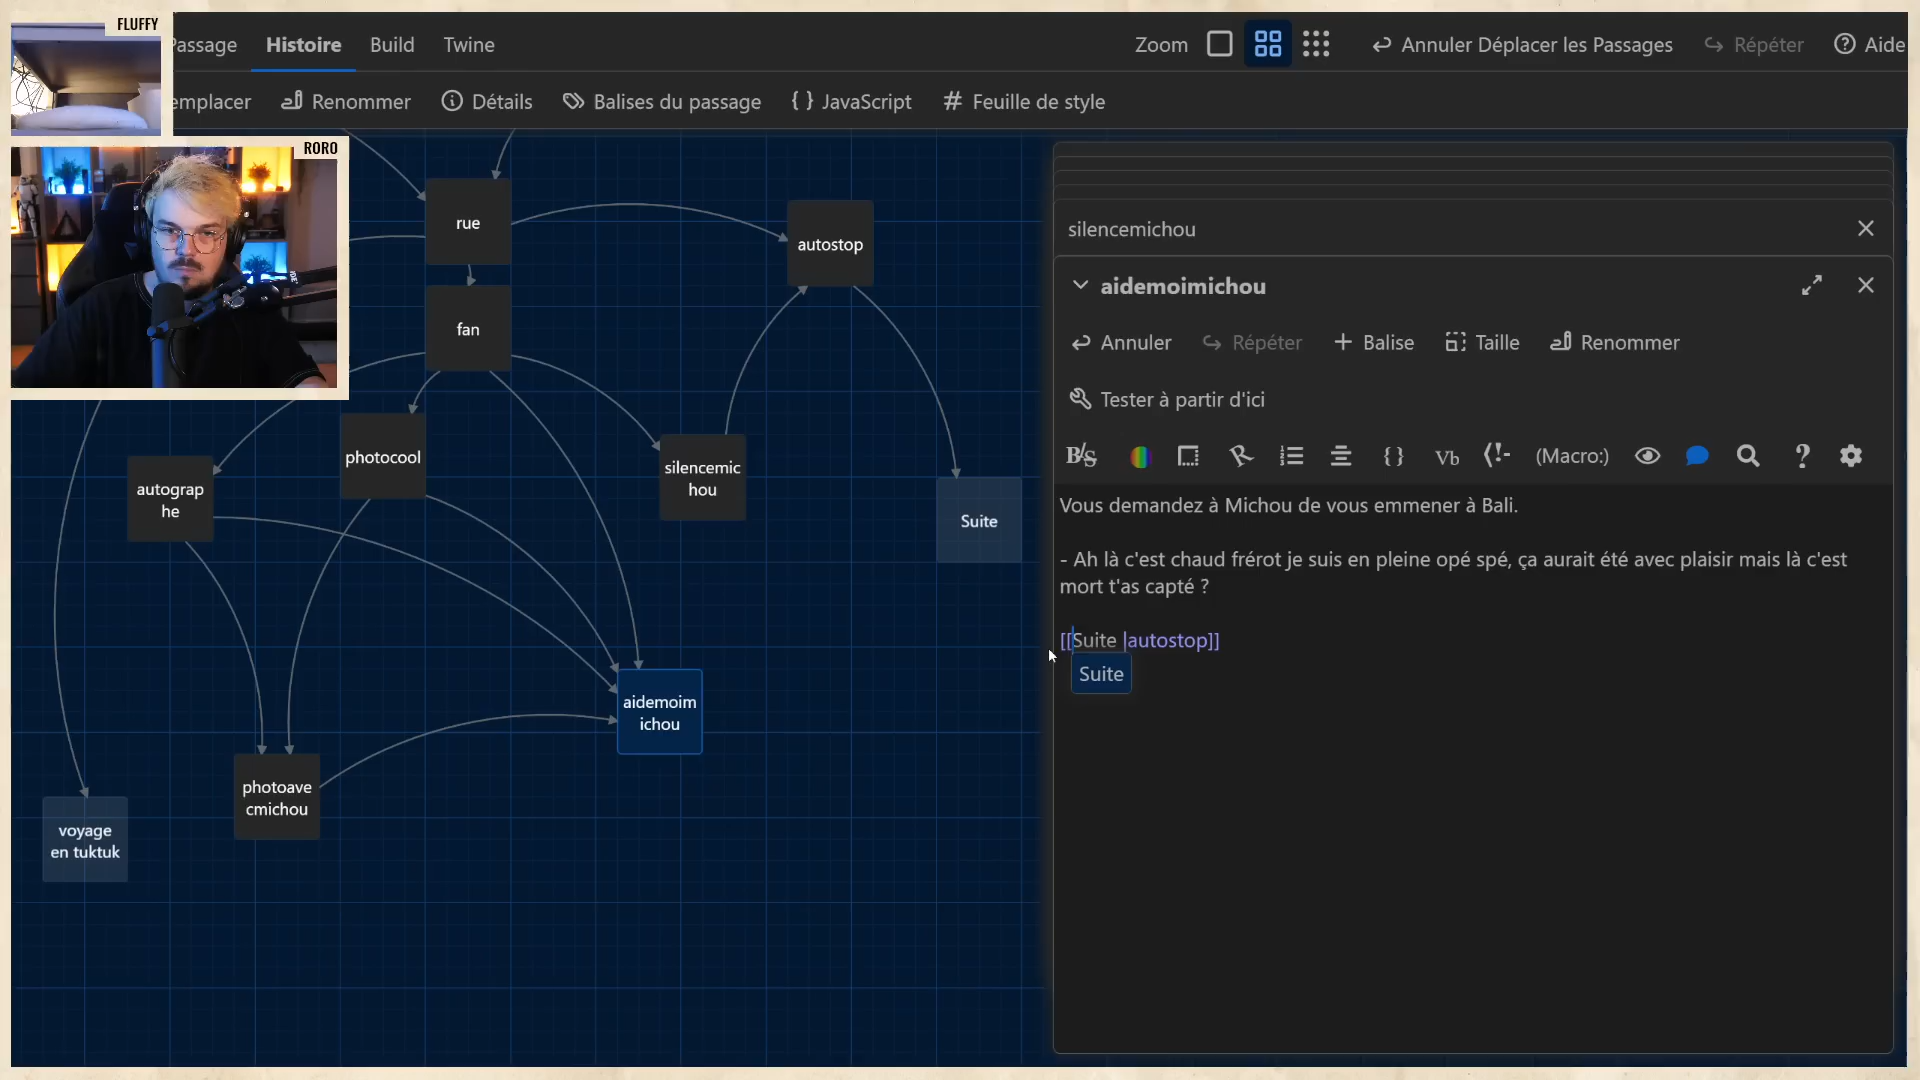 FLUFFY
RORO
Passage
Histoire
Build
Twine
Zoom
Annuler Déplacer les Passages
Répéter
Aide
emplacer
Renommer
Détails
Balises du passage
{ } JavaScript
# Feuille de style
rue
autostop
fan
photocool
autograp
he
silencemic
hou
Suite
aidemoim
ichou
photoave
cmichou
voyage
en tuktuk
silencemichou
aidemoimichou
Annuler
Répéter
+ Balise
Taille
Renommer
Tester à partir d'ici
(Macro:)
Vous demandez à Michou de vous emmener à Bali.
- Ah là c'est chaud frérot je suis en pleine opé spé, ça aurait été avec plaisir mais là c'est
mort t'as capté ?
[[Suite |autostop]]
Suite